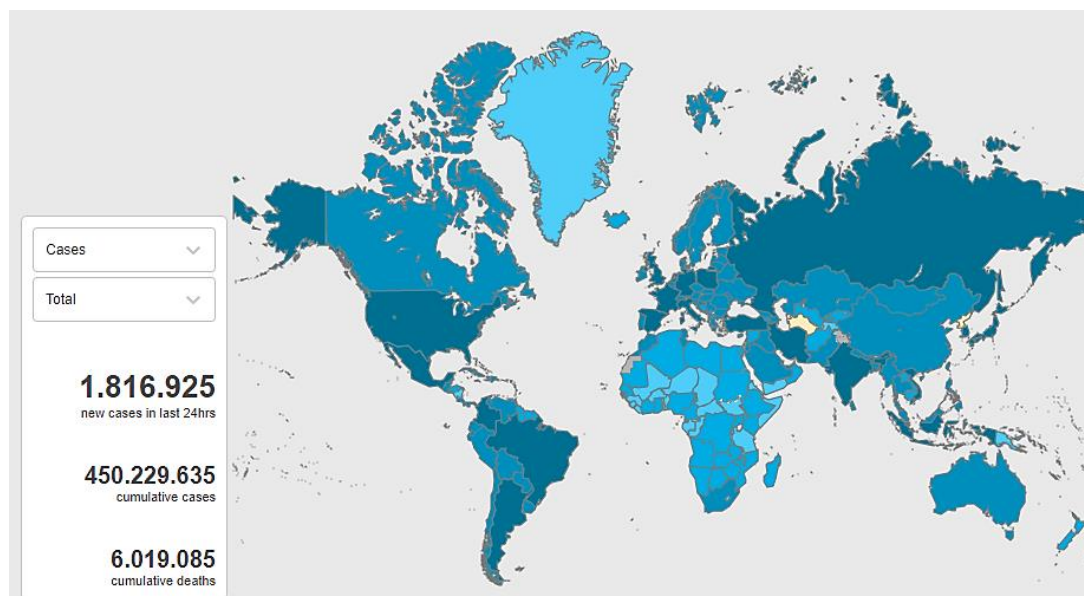 Cases
Total
1.816.925
new cases in last 24hrs
450.229.635
cumulative cases
6.019.085
cumulative deaths